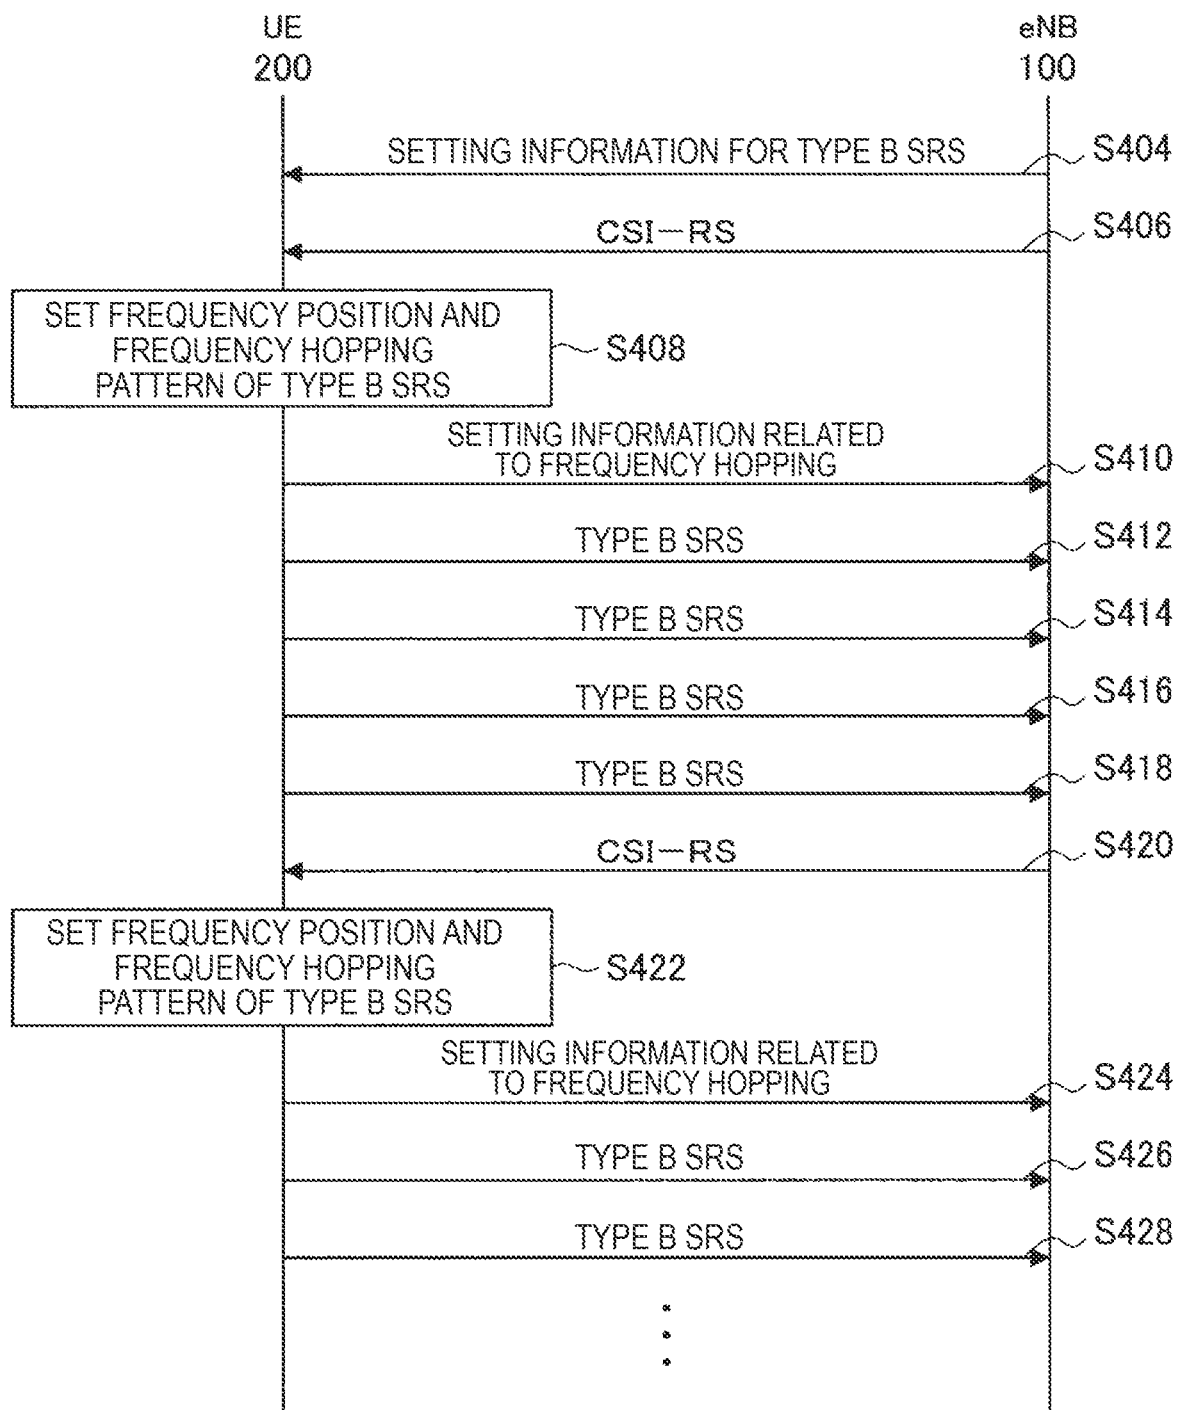 UE
200
eNB
100
SETTING INFORMATION FOR TYPE B SRS
S404
CSI-RS
S406
SET FREQUENCY POSITION AND
FREQUENCY HOPPING
PATTERN OF TYPE B SRS
S408
SETTING INFORMATION RELATED
TO FREQUENCY HOPPING
S410
TYPE B SRS
S412
TYPE B SRS
S414
TYPE B SRS
S416
TYPE B SRS
S418
CSI-RS
S420
SET FREQUENCY POSITION AND
FREQUENCY HOPPING
PATTERN OF TYPE B SRS
S422
SETTING INFORMATION RELATED
TO FREQUENCY HOPPING
S424
TYPE B SRS
S426
TYPE B SRS
S428